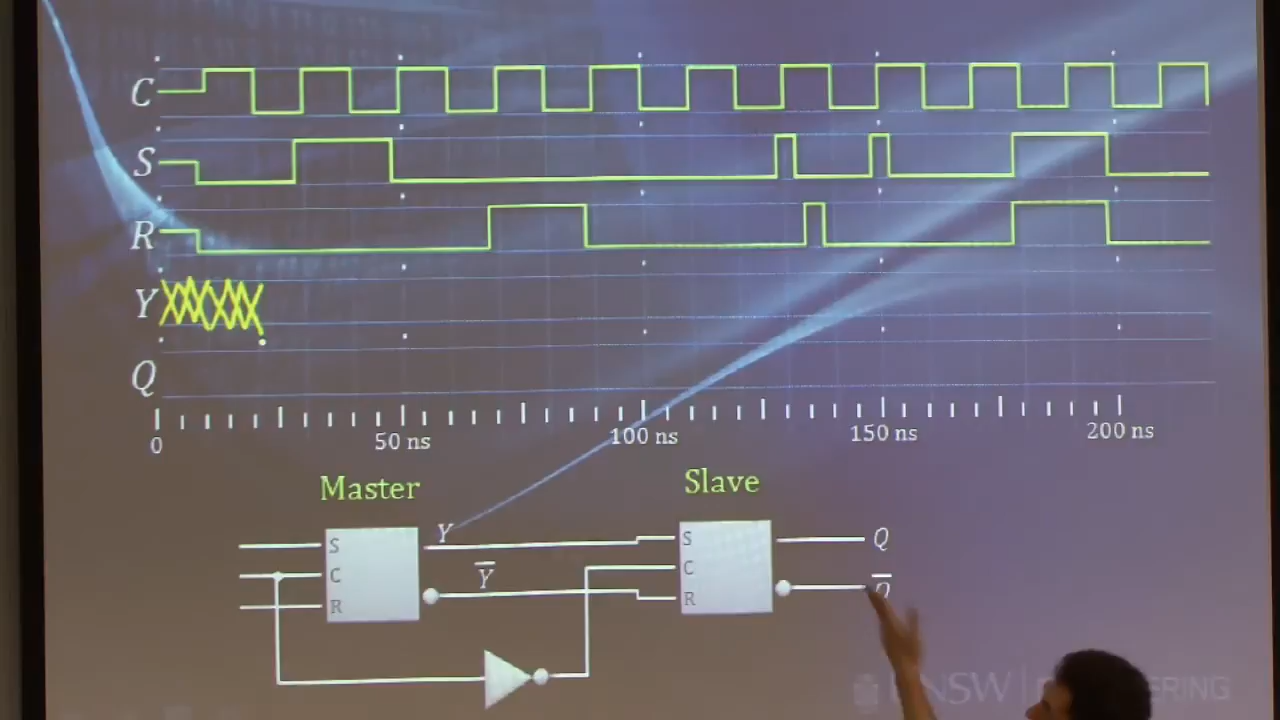 C
S
R
Y
Q
0 50 ns 100 ns 150 ns 200 ns
Master Slave
S Y S Q
C Y̅ C
R R Q̅